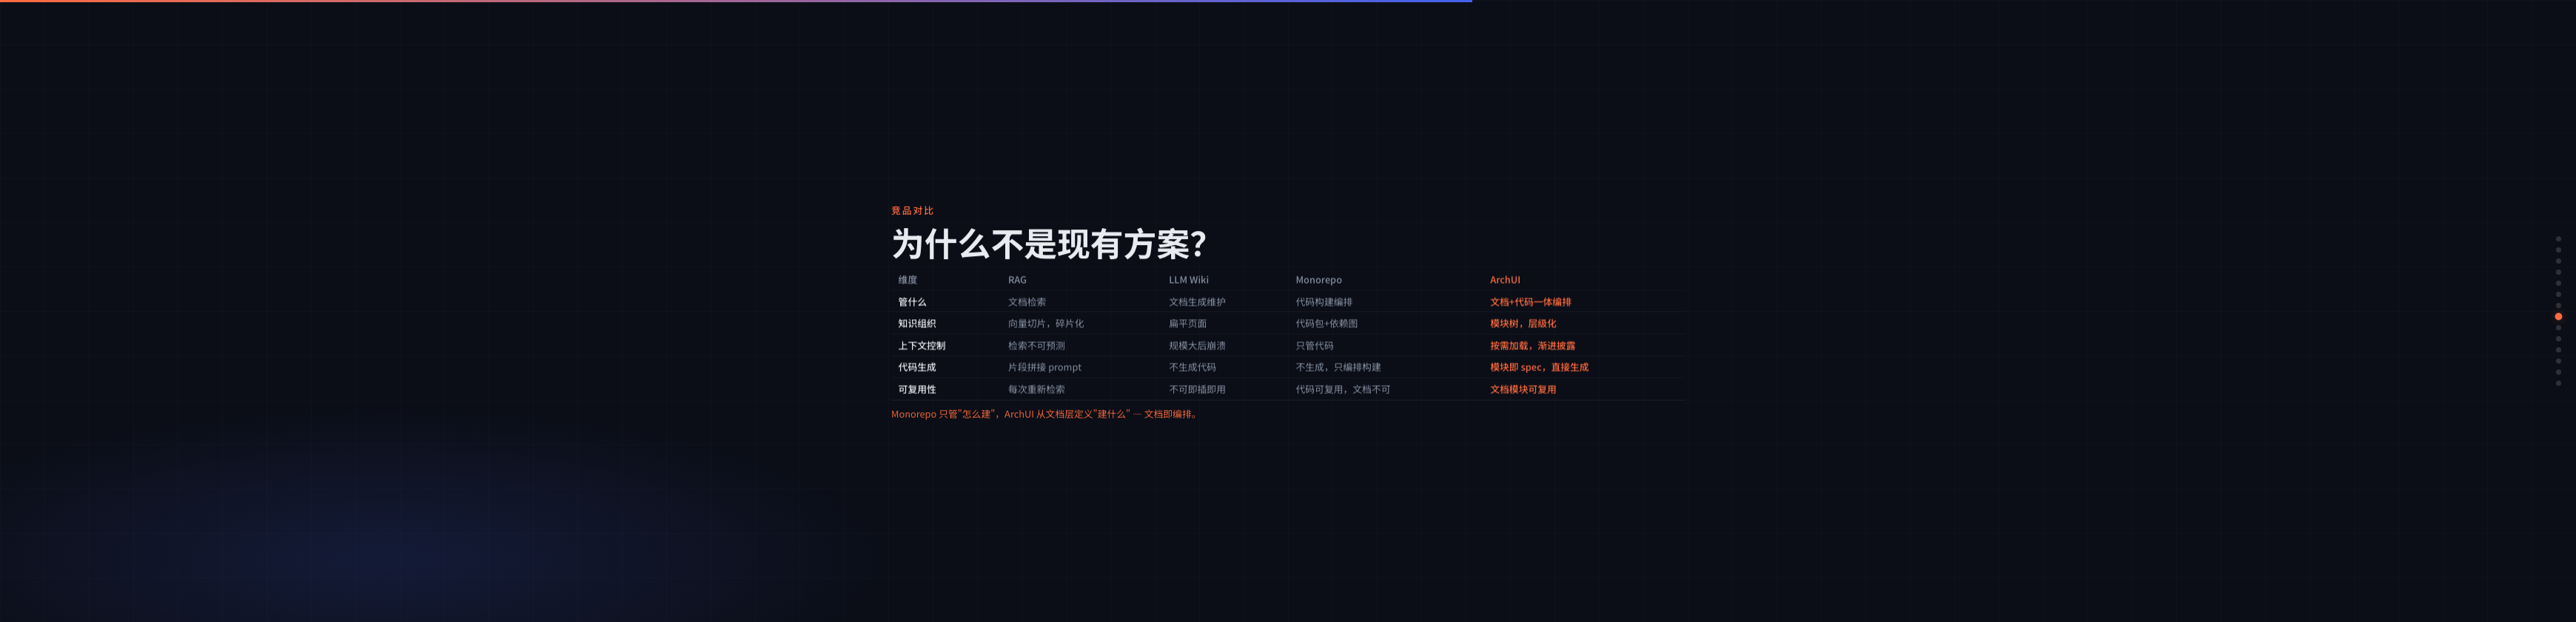 竞品对比
为什么不是现有方案？
维度 RAG LLM Wiki Monorepo ArchUI
管什么 文档检索 文档生成维护 代码构建编排 文档+代码一体编排
知识组织 向量切片，碎片化 扁平页面 代码包+依赖图 模块树，层级化
上下文控制 检索不可预测 规模大后崩溃 只管代码 按需加载，渐进披露
代码生成 片段拼接 prompt 不生成代码 不生成，只编排构建 模块即 spec，直接生成
可复用性 每次重新检索 不可即插即用 代码可复用，文档不可 文档模块可复用
Monorepo 只管"怎么建"，ArchUI 从文档层定义"建什么" — 文档即编排。